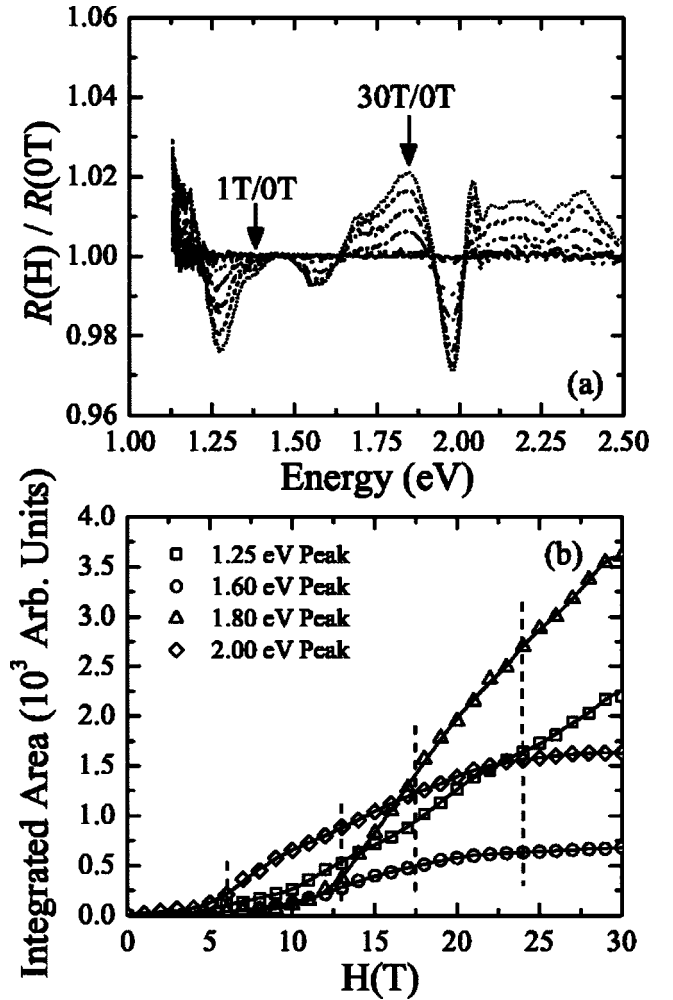 1.06
1.04
1.02
1.00
0.98
0.96
R(H) / R(0T)
30T/0T
1T/0T
(a)
1.00 1.25 1.50 1.75 2.00 2.25 2.50
Energy (eV)
4.0
3.5
3.0
2.5
2.0
1.5
1.0
0.5
0.0
Integrated Area (10³ Arb. Units)
(b)
1.25 eV Peak
1.60 eV Peak
1.80 eV Peak
2.00 eV Peak
0 5 10 15 20 25 30
H(T)